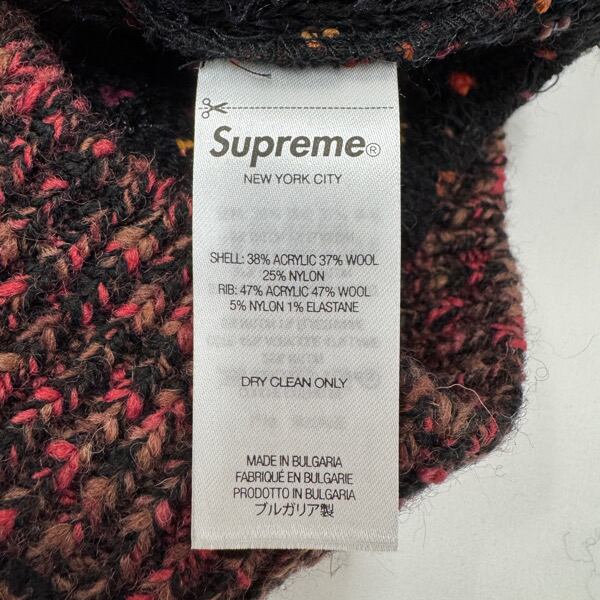 Supreme®
NEW YORK CITY
SHELL: 38% ACRYLIC 37% WOOL
25% NYLON
RIB: 47% ACRYLIC 47% WOOL
5% NYLON 1% ELASTANE
DRY CLEAN ONLY
MADE IN BULGARIA
FABRIQUÉ EN BULGARIE
PRODOTTO IN BULGARIA
ブルガリア製